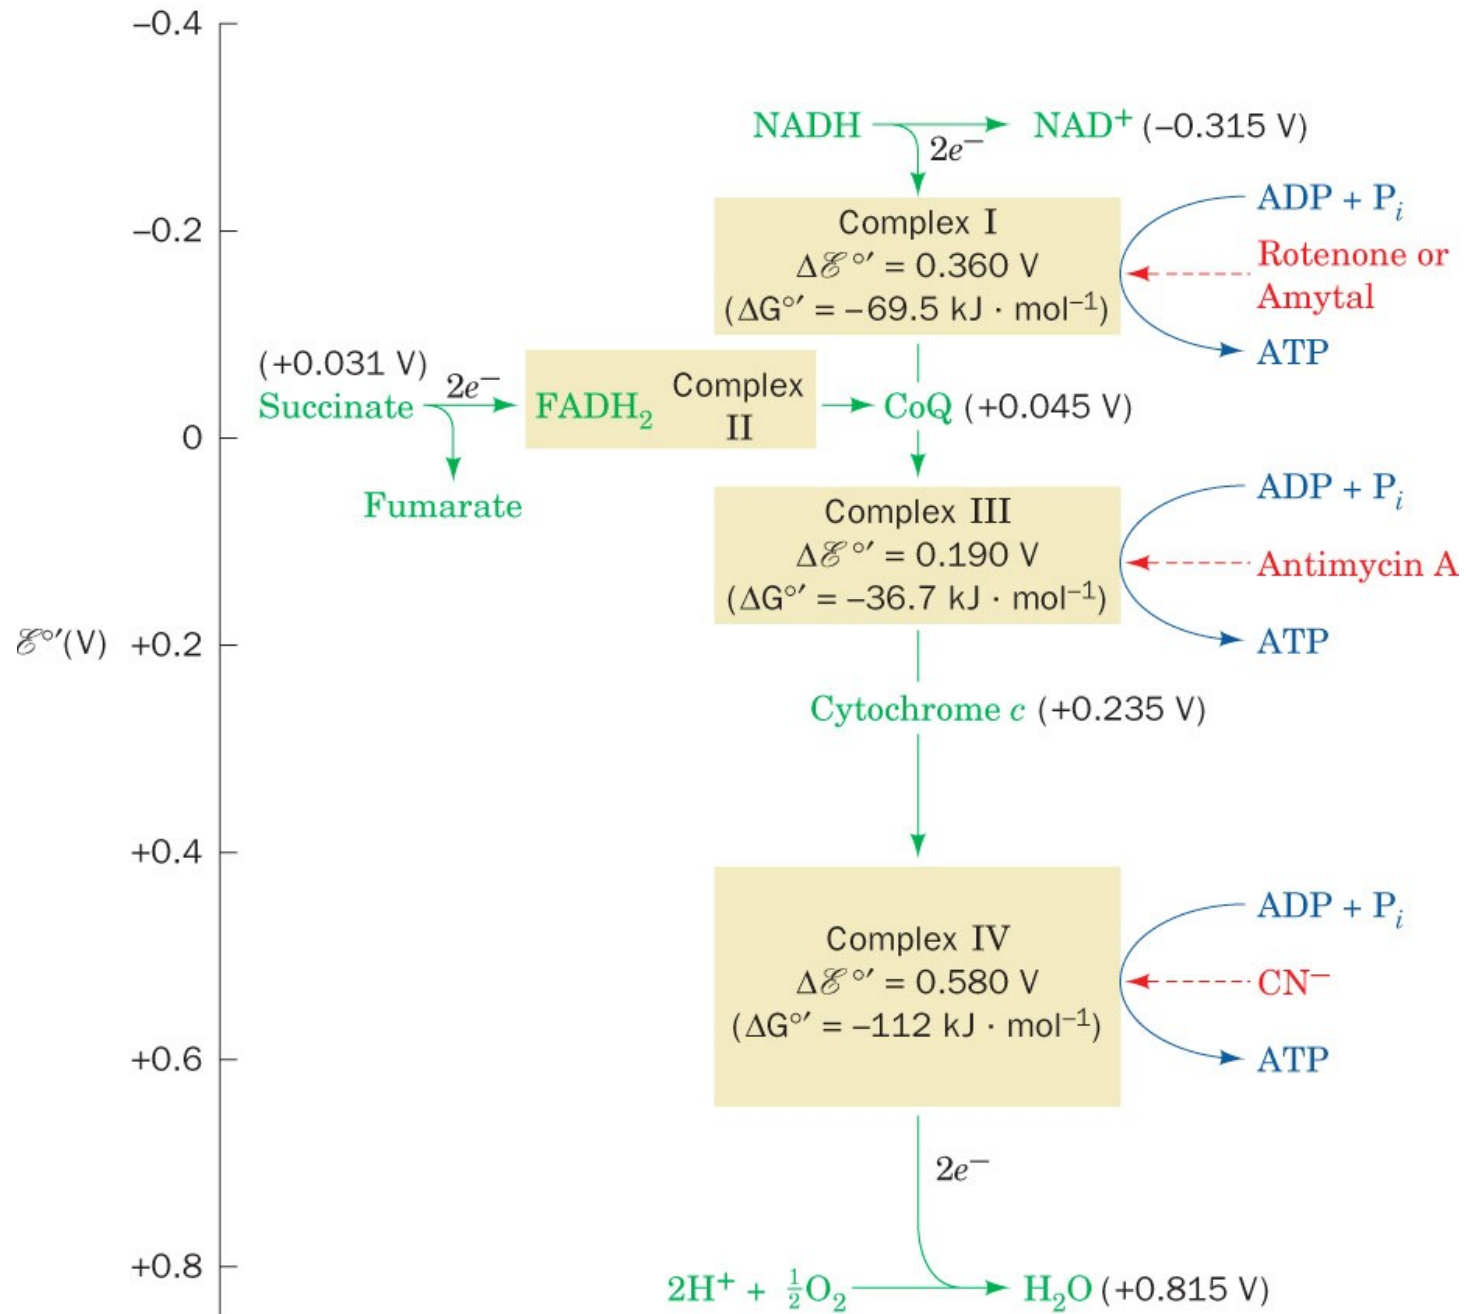 −0.4
NADH
NAD⁺ (−0.315 V)
2e⁻
ADP + Pᵢ
−0.2
Complex I
Δℰ°′ = 0.360 V
(ΔG°′ = −69.5 kJ · mol⁻¹)
Rotenone or
Amytal
ATP
(+0.031 V)
Succinate
2e⁻
FADH₂
Complex
II
CoQ (+0.045 V)
0
Fumarate
ADP + Pᵢ
Complex III
Δℰ°′ = 0.190 V
(ΔG°′ = −36.7 kJ · mol⁻¹)
Antimycin A
ATP
ℰ°′(V)
+0.2
Cytochrome c (+0.235 V)
+0.4
ADP + Pᵢ
Complex IV
Δℰ°′ = 0.580 V
(ΔG°′ = −112 kJ · mol⁻¹)
CN⁻
ATP
+0.6
2e⁻
+0.8
2H⁺ + ½O₂
H₂O (+0.815 V)